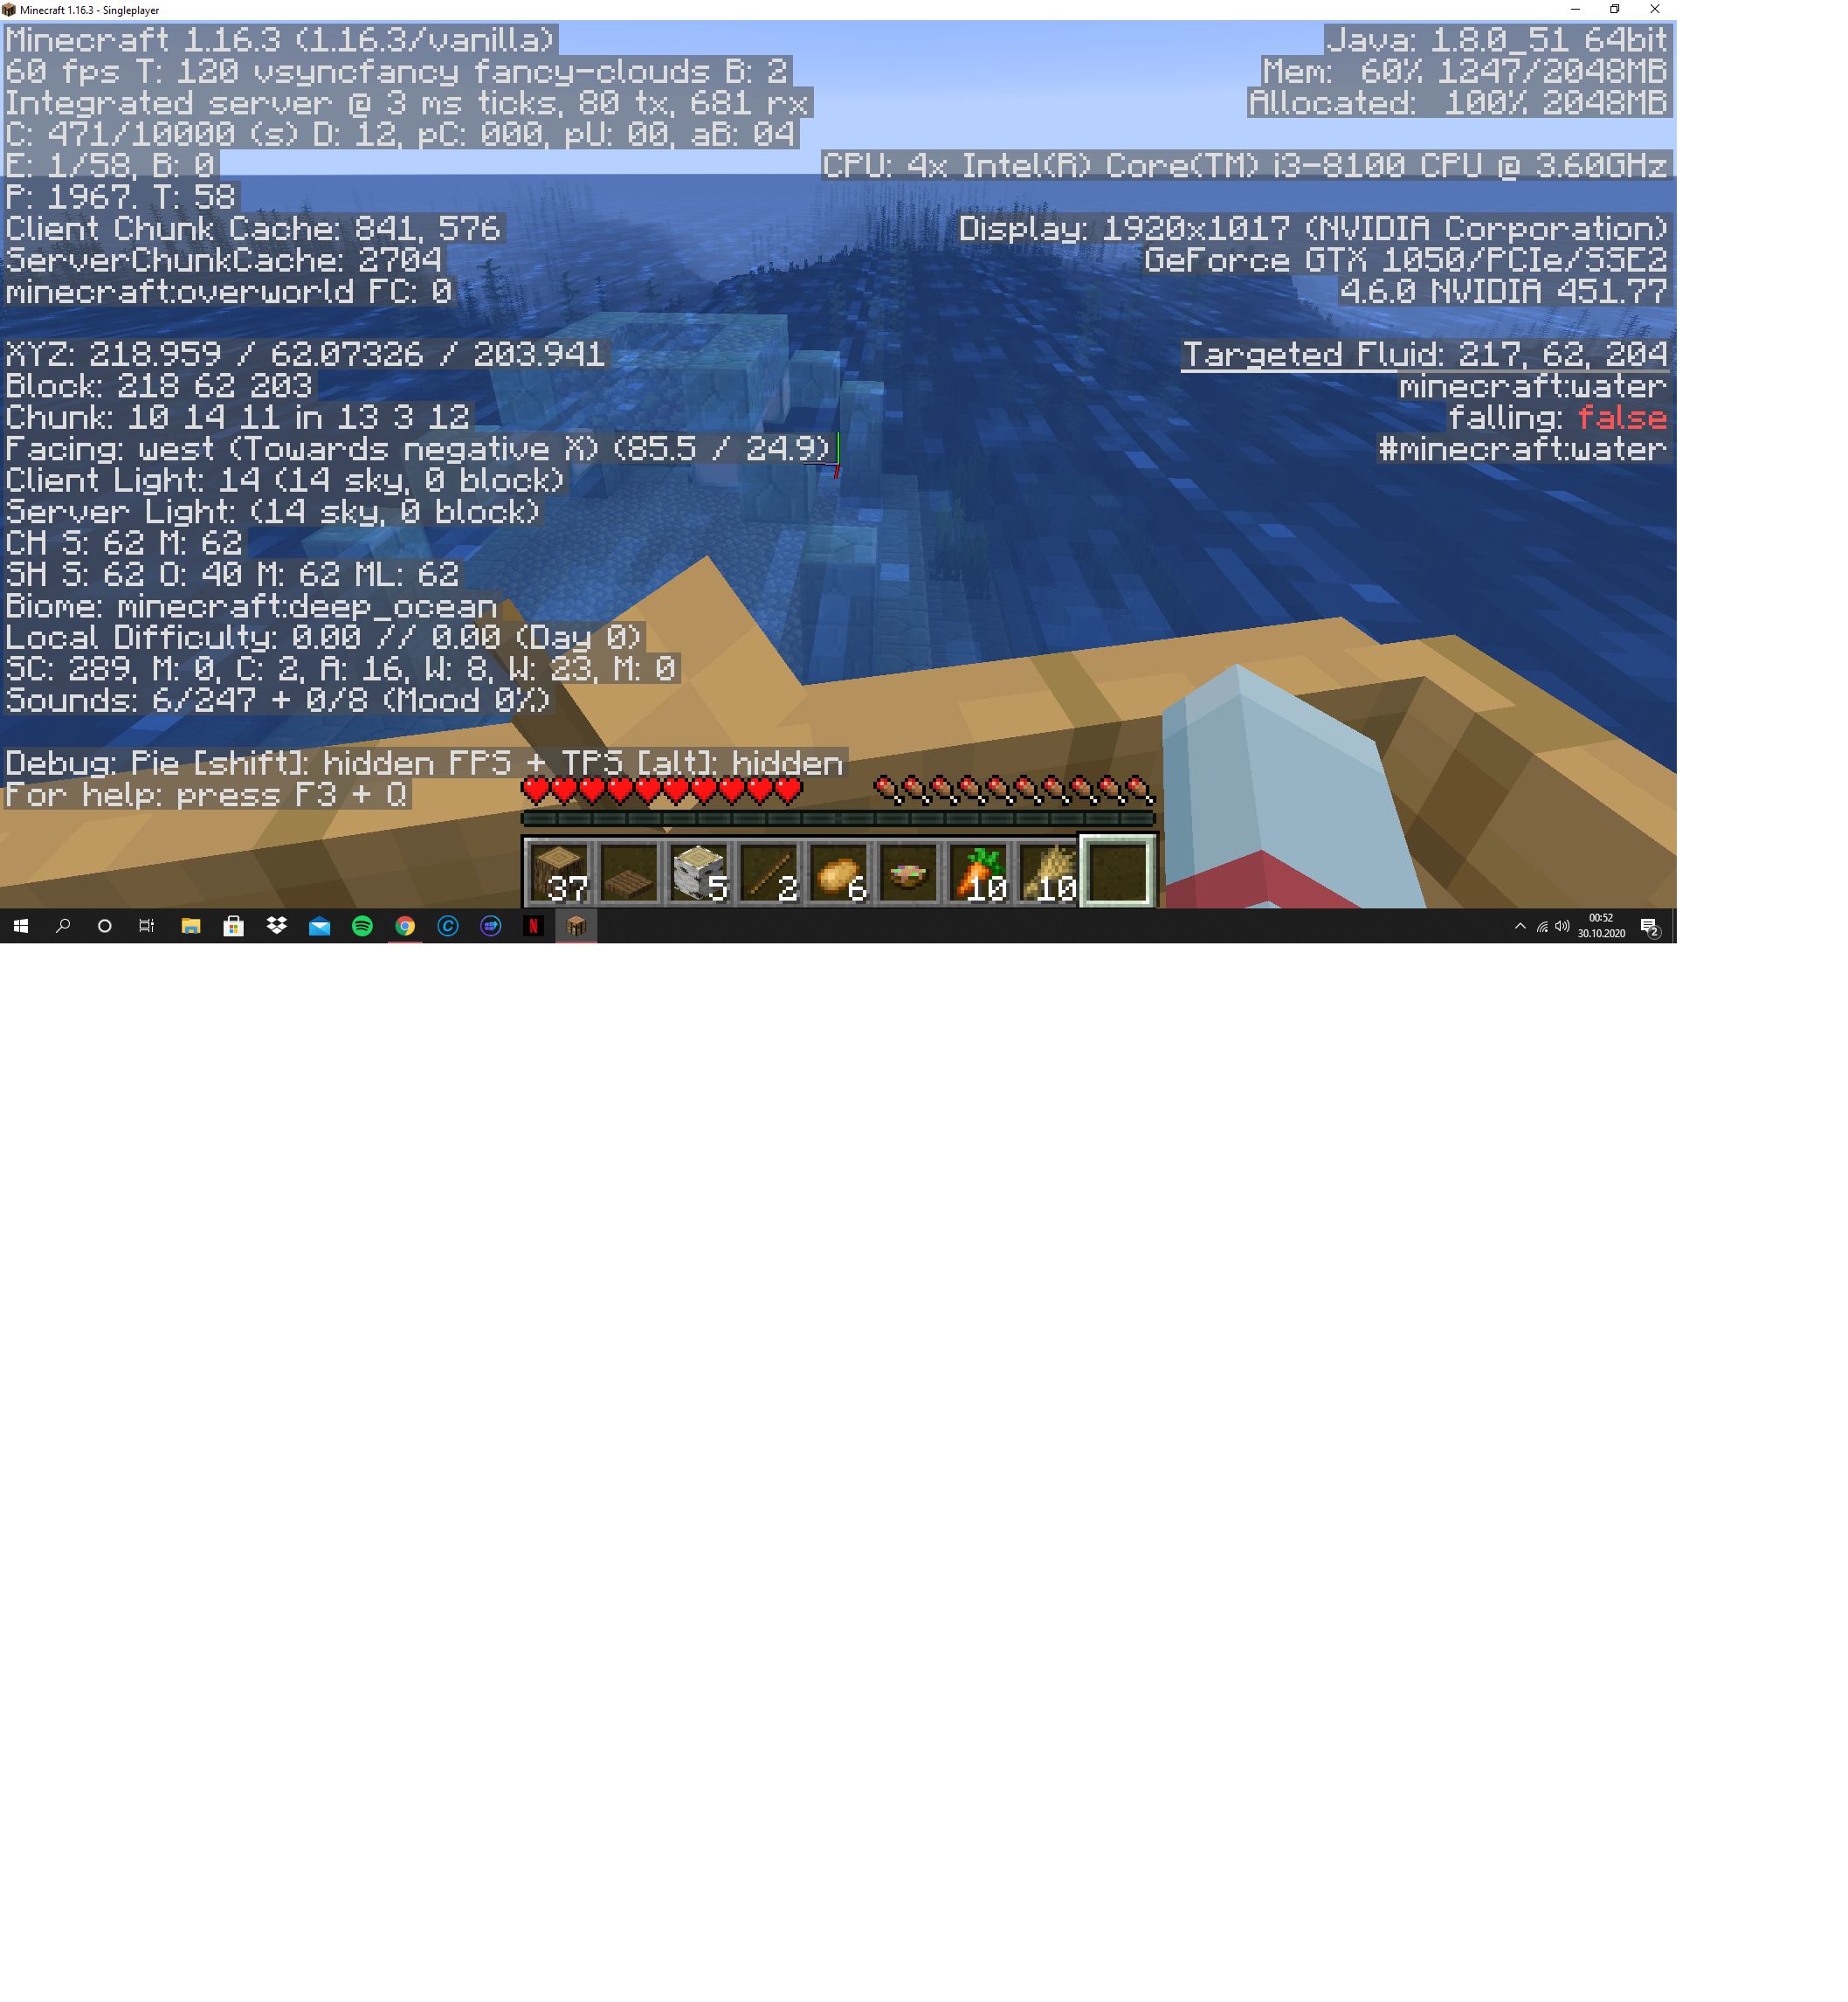 Minecraft 1.16.3 - Singleplayer
Minecraft 1.16.3 (1.16.3/vanilla)
60 fps T: 120 vsyncfancy fancy-clouds B: 2
Integrated server @ 3 ms ticks, 80 tx, 681 rx
C: 471/10000 (s) D: 12, pC: 000, pU: 00, aB: 04
E: 1/58, B: 0
P: 1967. T: 58
Client Chunk Cache: 841, 576
ServerChunkCache: 2704
minecraft:overworld FC: 0
XYZ: 218.959 / 62.07326 / 203.941
Block: 218 62 203
Chunk: 10 14 11 in 13 3 12
Facing: west (Towards negative X) (85.5 / 24.9)
Client Light: 14 (14 sky, 0 block)
Server Light: (14 sky, 0 block)
CH S: 62 M: 62
SH S: 62 O: 40 M: 62 ML: 62
Biome: minecraft:deep_ocean
Local Difficulty: 0.00 // 0.00 (Day 0)
SC: 289, M: 0, C: 2, A: 16, W: 8, W: 23, M: 0
Sounds: 6/247 + 0/8 (Mood 0%)
Debug: Pie [shift]: hidden FPS + TPS [alt]: hidden
For help: press F3 + Q
Java: 1.8.0_51 64bit
Mem: 60% 1247/2048MB
Allocated: 100% 2048MB
CPU: 4x Intel(R) Core(TM) i3-8100 CPU @ 3.60GHz
Display: 1920x1017 (NVIDIA Corporation)
GeForce GTX 1050/PCIe/SSE2
4.6.0 NVIDIA 451.77
Targeted Fluid: 217, 62, 204
minecraft:water
falling: false
#minecraft:water
37 5 2 6 10 10
N
00:52
30.10.2020
2